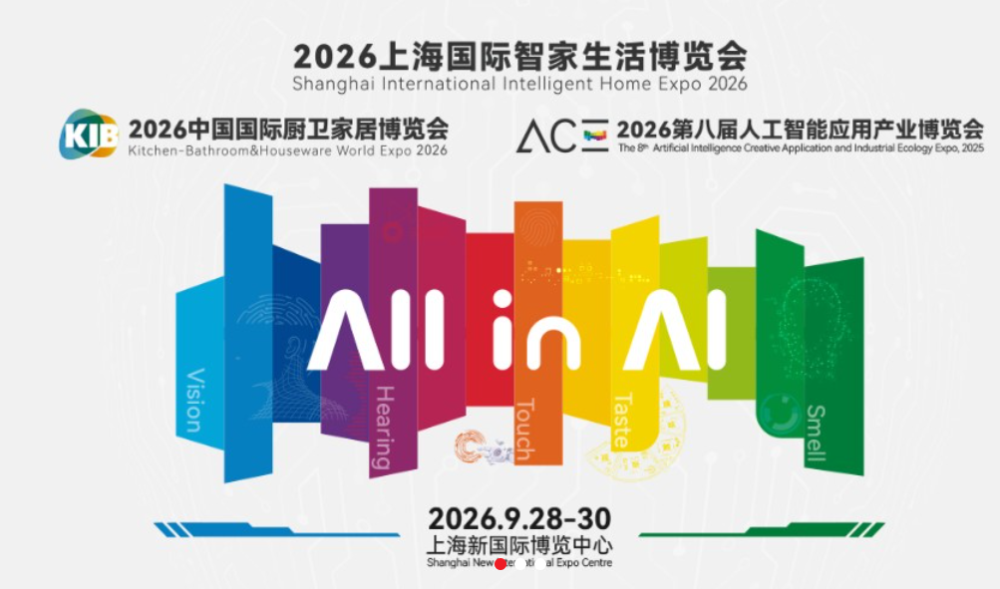 2026上海国际智家生活博览会
Shanghai International Intelligent Home Expo 2026
KIB
2026中国国际厨卫家居博览会
Kitchen-Bathroom&Houseware World Expo 2026
ACE
2026第八届人工智能应用产业博览会
The 8th Artificial Intelligence Creative Application and Industrial Ecology Expo, 2025
All in AI
Vision
Hearing
Touch
Taste
Smell
2026.9.28-30
上海新国际博览中心
Shanghai New International Expo Centre